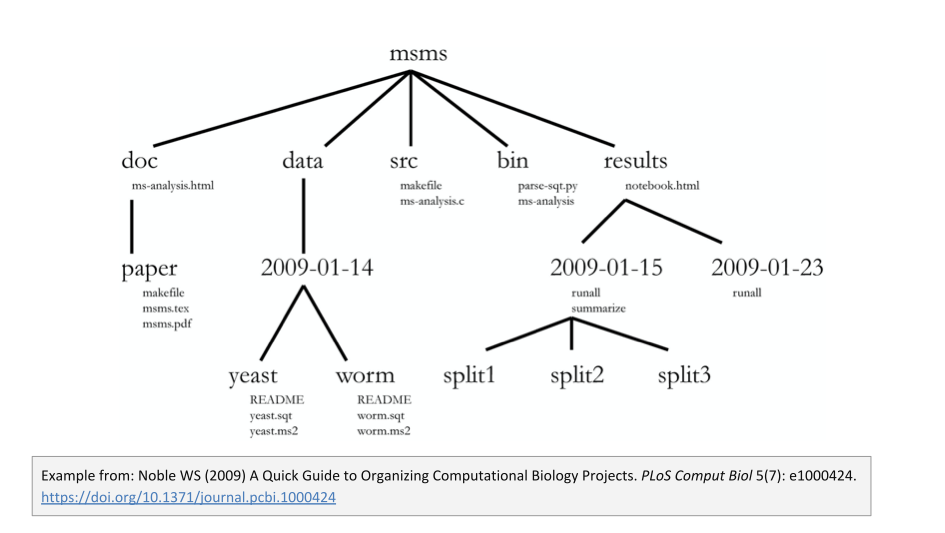 msms
doc data src bin results
ms-analysis.html makefile parse-sqt.py notebook.html
ms-analysis.c ms-analysis
paper 2009-01-14 2009-01-15 2009-01-23
makefile runall runall
msms.tex summarize
msms.pdf
yeast worm split1 split2 split3
README README
yeast.sqt worm.sqt
yeast.ms2 worm.ms2
Example from: Noble WS (2009) A Quick Guide to Organizing Computational Biology Projects. PLoS Comput Biol 5(7): e1000424.
https://doi.org/10.1371/journal.pcbi.1000424